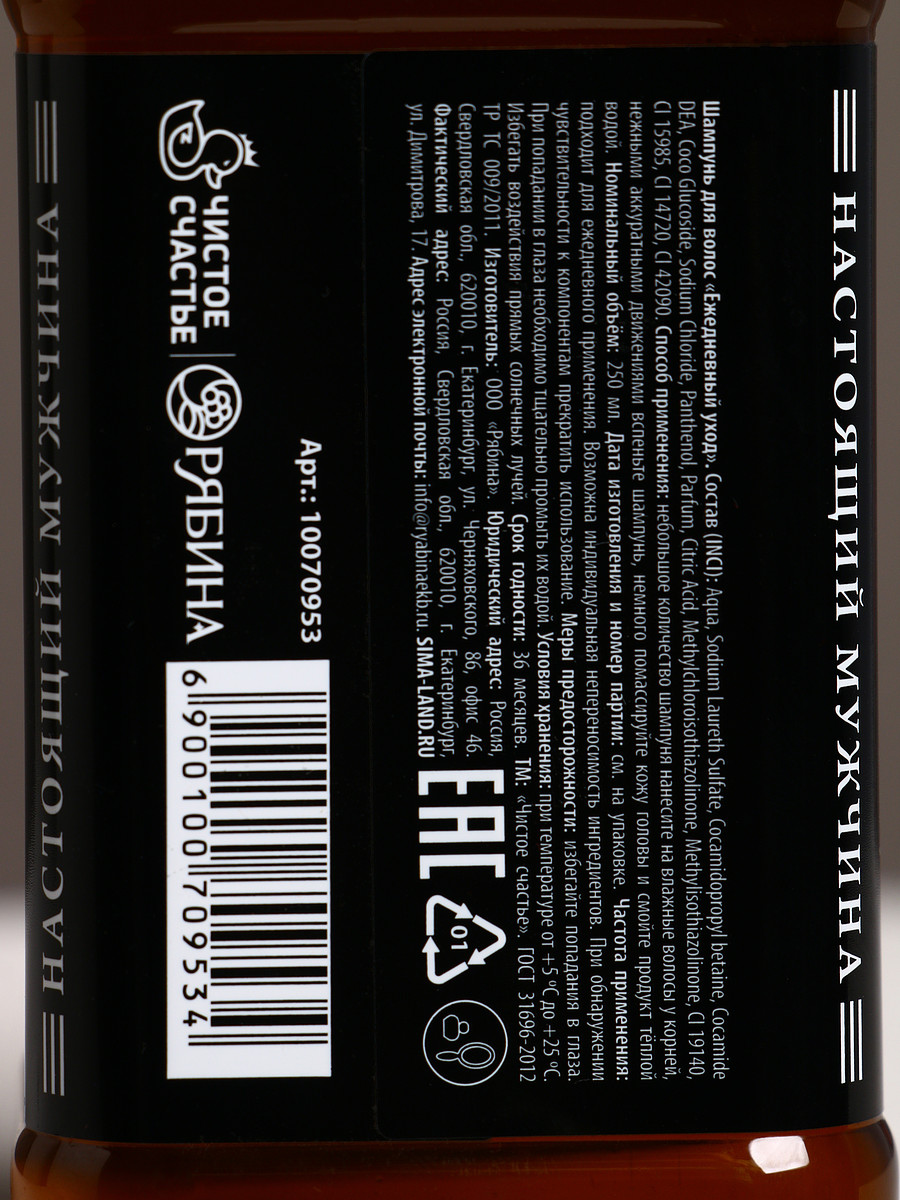 НАСТОЯЩИЙ МУЖЧИНА
Шампунь для волос «Ежедневный уход». Состав (INCI): Aqua, Sodium Laureth Sulfate, Cocamidopropyl betaine, Cocamide
DEA, Coco Glucoside, Sodium Chloride, Panthenol, Parfum, Citric Acid, Methylchloroisothiazolinone, Methylisothiazolinone, CI 19140,
CI 15985, CI 14720, CI 42090. Способ применения: небольшое количество шампуня нанесите на влажные волосы у корней,
нежными аккуратными движениями вспеньте шампунь, немного помассируйте кожу головы и смойте продукт тёплой
водой. Номинальный объём: 250 мл. Дата изготовления и номер партии: см. на упаковке. Частота применения:
подходит для ежедневного применения. Возможна индивидуальная непереносимость ингредиентов. При обнаружении
чувствительности к компонентам прекратить использование. Меры предосторожности: избегайте попадания в глаза.
При попадании в глаза необходимо тщательно промыть их водой. Условия хранения: при температуре от +5 °С до +25 °С.
Избегать воздействия прямых солнечных лучей. Срок годности: 36 месяцев. ТМ: «Чистое счастье». ГОСТ 31696-2012
ТР ТС 009/2011. Изготовитель: ООО «Рябина». Юридический адрес: Россия,
Свердловская обл., 620010, г. Екатеринбург, ул. Черняховского, 86, офис 46.
Фактический адрес: Россия, Свердловская обл., 620010, г. Екатеринбург,
ул. Димитрова, 17. Адрес электронной почты: info@ryabinaekb.ru SIMA-LAND.RU
EAC
01
Арт.: 10070953
ЧИСТОЕ
СЧАСТЬЕ
РЯБИНА
6 900100 709534
НАСТОЯЩИЙ МУЖЧИНА